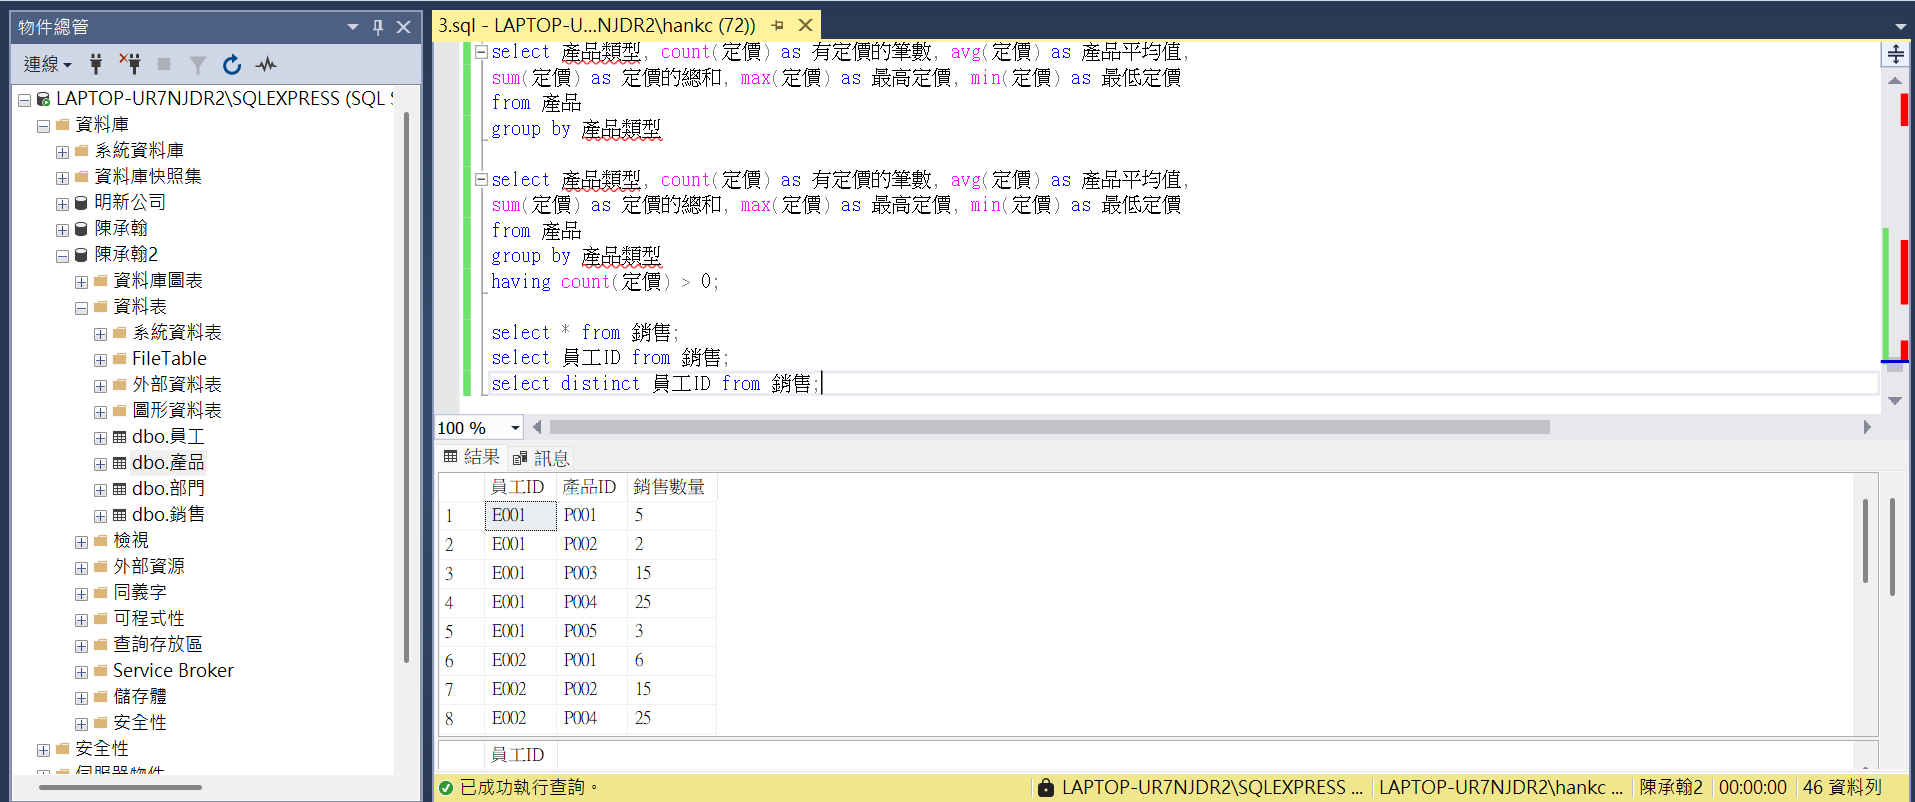 物件總管
連線
LAPTOP-UR7NJDR2\SQLEXPRESS (SQL S
資料庫
系統資料庫
資料庫快照集
明新公司
陳承翰
陳承翰2
資料庫圖表
資料表
系統資料表
FileTable
外部資料表
圖形資料表
dbo.員工
dbo.產品
dbo.部門
dbo.銷售
檢視
外部資源
同義字
可程式性
查詢存放區
Service Broker
儲存體
安全性
安全性
伺服器物件
3.sql - LAPTOP-U...NJDR2\hankc (72))
select 產品類型, count(定價) as 有定價的筆數, avg(定價) as 產品平均值,
sum(定價) as 定價的總和, max(定價) as 最高定價, min(定價) as 最低定價
from 產品
group by 產品類型
select 產品類型, count(定價) as 有定價的筆數, avg(定價) as 產品平均值,
sum(定價) as 定價的總和, max(定價) as 最高定價, min(定價) as 最低定價
from 產品
group by 產品類型
having count(定價) > 0;
select * from 銷售;
select 員工ID from 銷售;
select distinct 員工ID from 銷售;
100 %
結果 訊息
員工ID 產品ID 銷售數量
1 E001 P001 5
2 E001 P002 2
3 E001 P003 15
4 E001 P004 25
5 E001 P005 3
6 E002 P001 6
7 E002 P002 15
8 E002 P004 25
員工ID
已成功執行查詢。 LAPTOP-UR7NJDR2\SQLEXPRESS ... LAPTOP-UR7NJDR2\hankc ... 陳承翰2 00:00:00 46 資料列